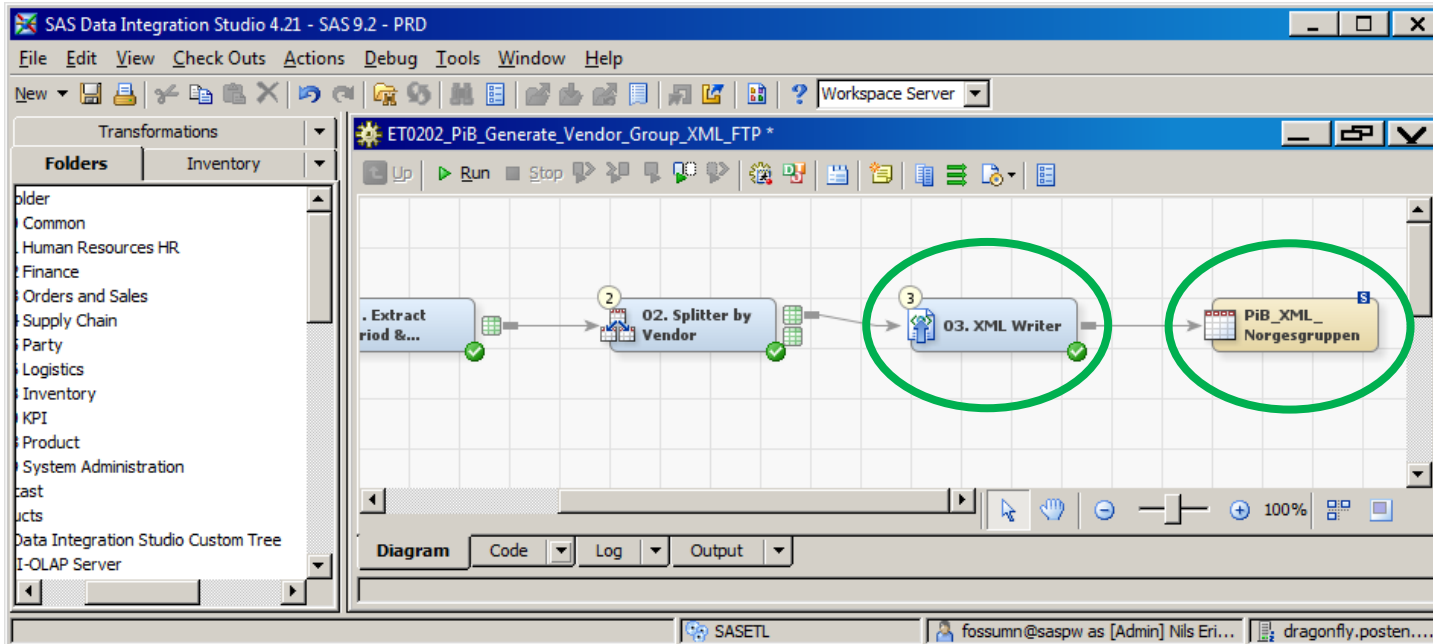 SAS Data Integration Studio 4.21 - SAS 9.2 - PRD
File Edit View Check Outs Actions Debug Tools Window Help
New Workspace Server
Transformations
Folders Inventory
older
Common
Human Resources HR
Finance
Orders and Sales
Supply Chain
Party
Logistics
Inventory
KPI
Product
System Administration
cast
ucts
Data Integration Studio Custom Tree
I-OLAP Server
ET0202_PiB_Generate_Vendor_Group_XML_FTP *
Up Run Stop
. Extract
riod &...
2
02. Splitter by
Vendor
3
03. XML Writer
S
PiB_XML_
Norgesgruppen
100%
Diagram Code Log Output
SASETL fossumn@saspw as [Admin] Nils Eri... dragonfly.posten....